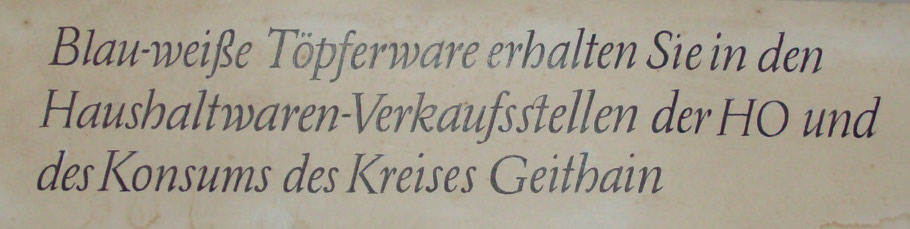 Blau-weiße Töpferware erhalten Sie in den
Haushaltwaren-Verkaufsstellen der HO und
des Konsums des Kreises Geithain